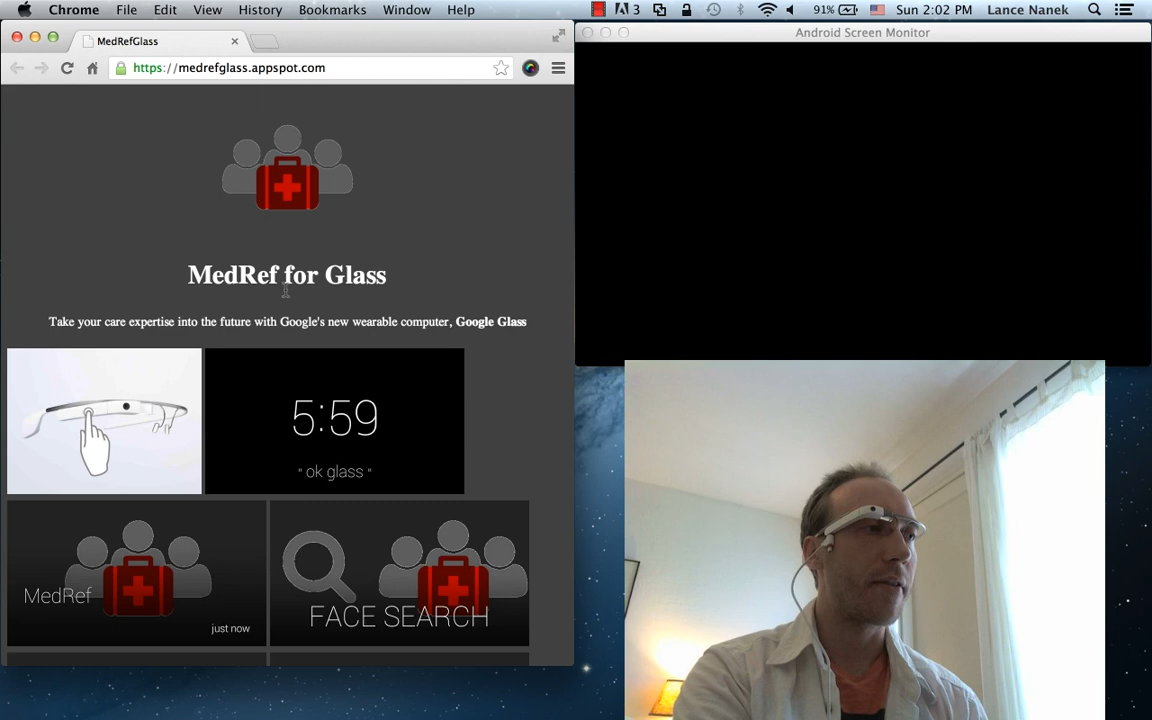 Chrome File Edit View History Bookmarks Window Help
3 91% Sun 2:02 PM Lance Nanek
MedRefGlass
https://medrefglass.appspot.com
MedRef for Glass
Take your care expertise into the future with Google's new wearable computer, Google Glass
5:59
" ok glass "
MedRef
just now
FACE SEARCH
Android Screen Monitor